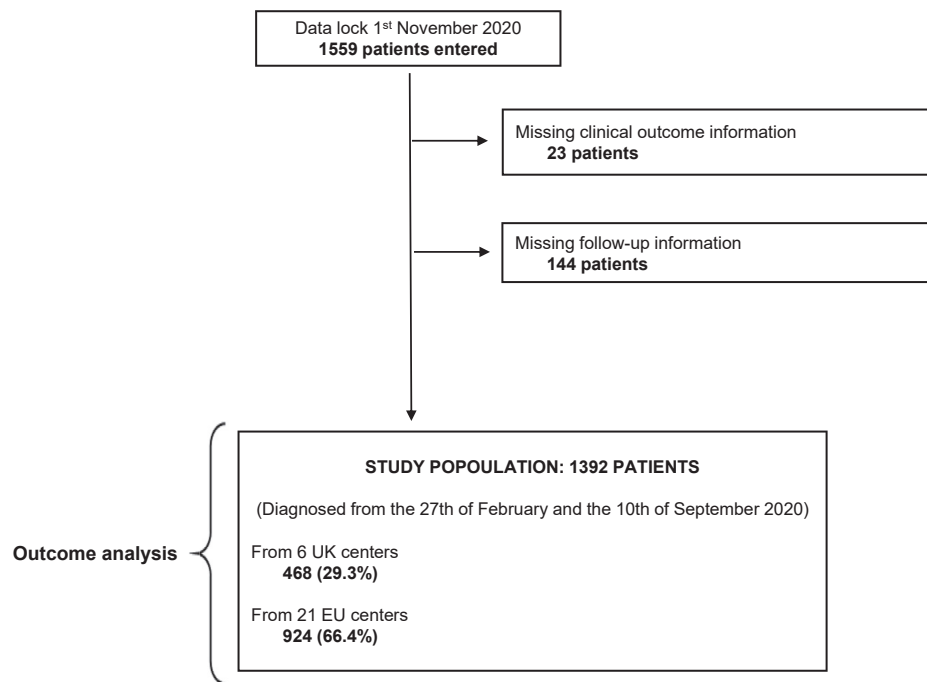 Data lock 1st November 2020
1559 patients entered
Missing clinical outcome information
23 patients
Missing follow-up information
144 patients
Outcome analysis
STUDY POPOULATION: 1392 PATIENTS
(Diagnosed from the 27th of February and the 10th of September 2020)
From 6 UK centers
468 (29.3%)
From 21 EU centers
924 (66.4%)